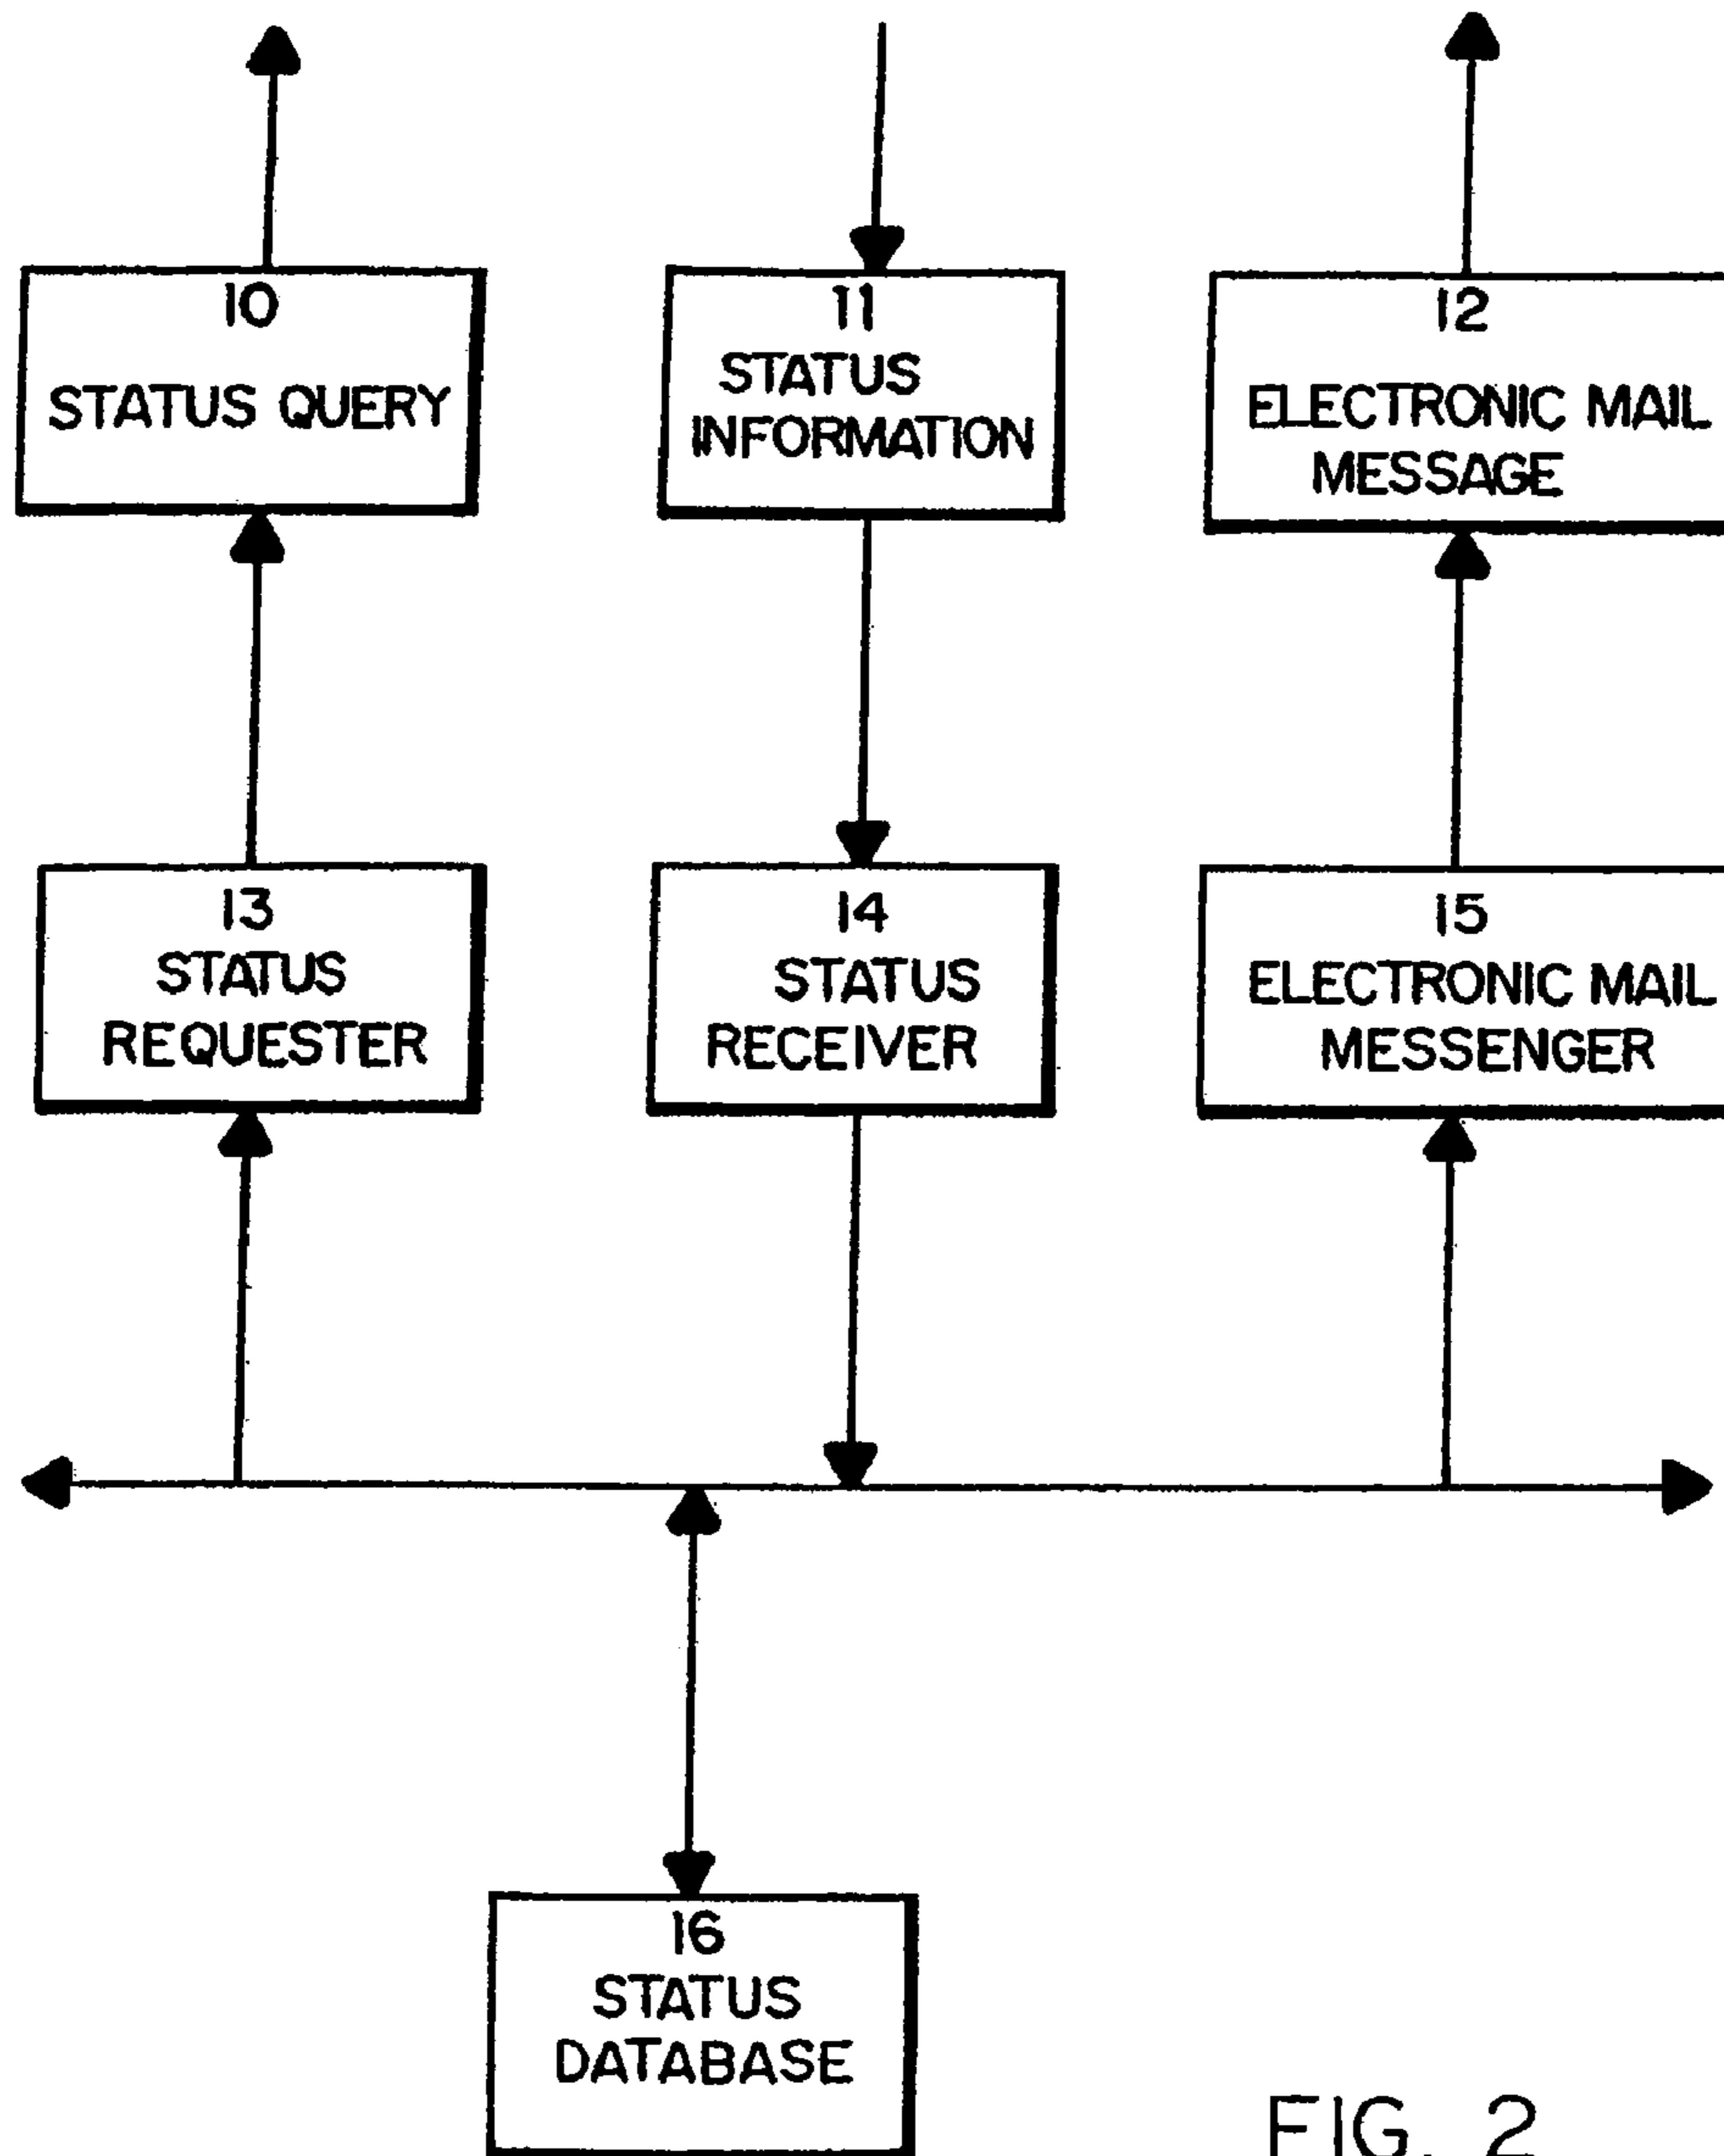 10
STATUS QUERY
11
STATUS
INFORMATION
12
ELECTRONIC MAIL
MESSAGE
13
STATUS
REQUESTER
14
STATUS
RECEIVER
15
ELECTRONIC MAIL
MESSENGER
16
STATUS
DATABASE
FIG. 2